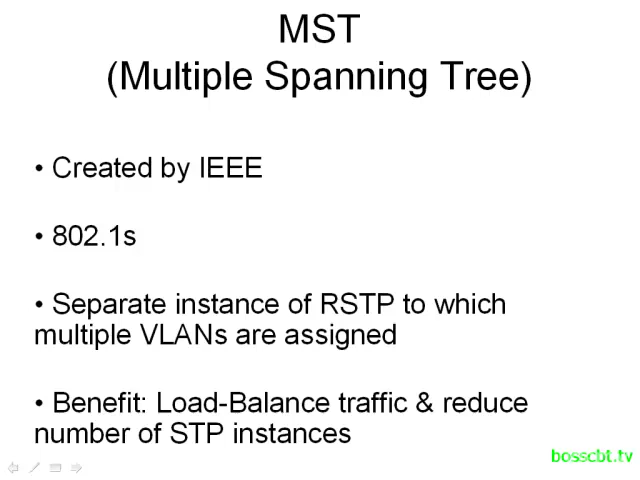 MST
(Multiple Spanning Tree)
• Created by IEEE
• 802.1s
• Separate instance of RSTP to which
multiple VLANs are assigned
• Benefit: Load-Balance traffic & reduce
number of STP instances
bosscbt.tv